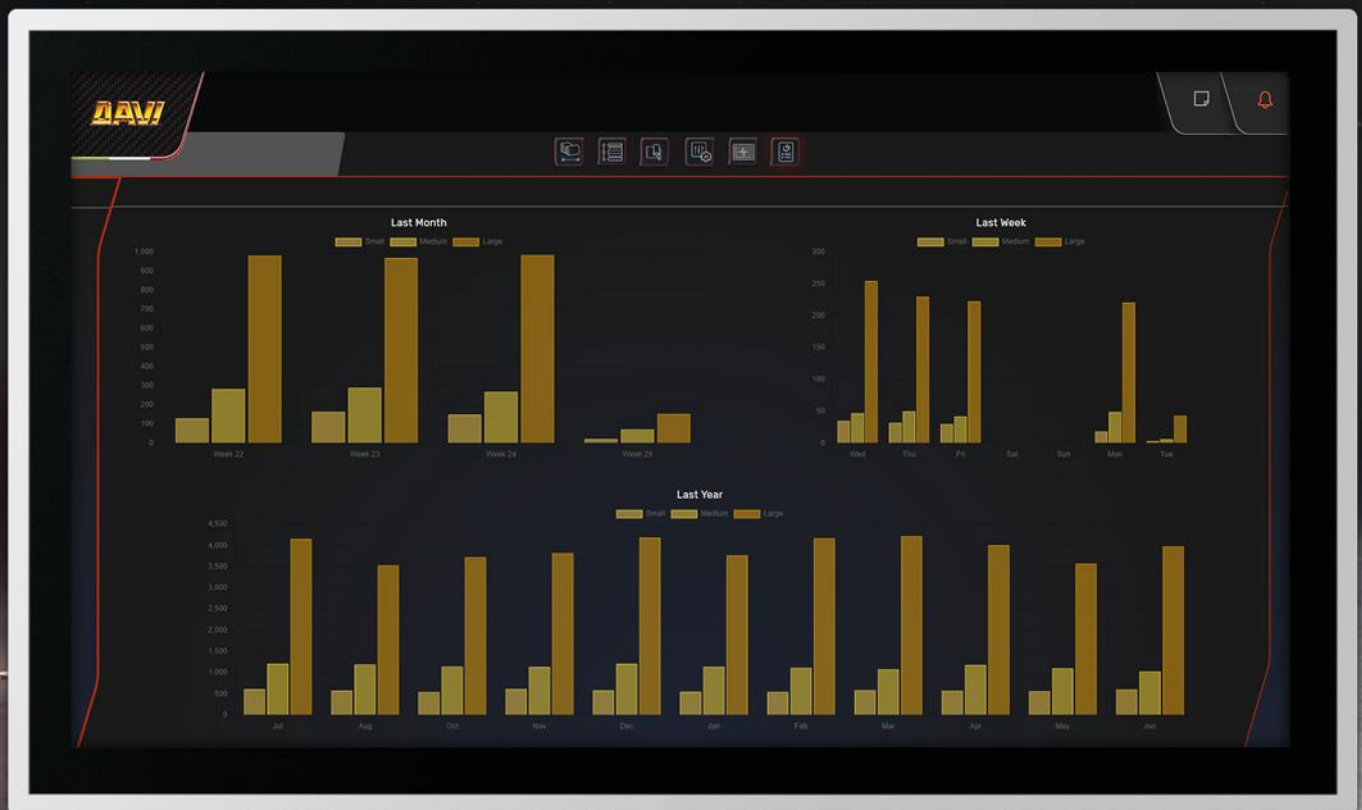 DAVI
Last Month
Small Medium Large
1,000
900
800
700
600
500
400
300
200
100
0
Week 22 Week 23 Week 24 Week 25
Last Week
Small Medium Large
300
250
200
150
100
50
0
Wed Thu Fri Sat Sun Mon Tue
Last Year
Small Medium Large
4,500
4,000
3,500
3,000
2,500
2,000
1,500
1,000
500
0
Jul Aug Oct Nov Dec Jan Feb Mar Apr May Jun